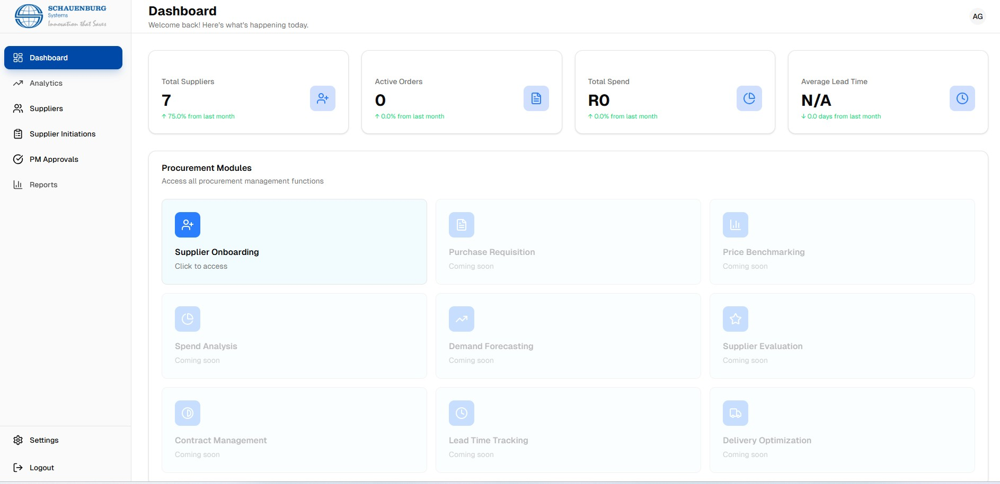 SCHAUENBURG
Systems
Innovation that Saves
Dashboard
Welcome back! Here's what's happening today.
AG
Dashboard
Analytics
Suppliers
Supplier Initiations
PM Approvals
Reports
Settings
Logout
Total Suppliers
7
↑ 75.0% from last month
Active Orders
0
↑ 0.0% from last month
Total Spend
R0
↑ 0.0% from last month
Average Lead Time
N/A
↓ 0.0 days from last month
Procurement Modules
Access all procurement management functions
Supplier Onboarding
Click to access
Purchase Requisition
Coming soon
Price Benchmarking
Coming soon
Spend Analysis
Coming soon
Demand Forecasting
Coming soon
Supplier Evaluation
Coming soon
Contract Management
Coming soon
Lead Time Tracking
Coming soon
Delivery Optimization
Coming soon